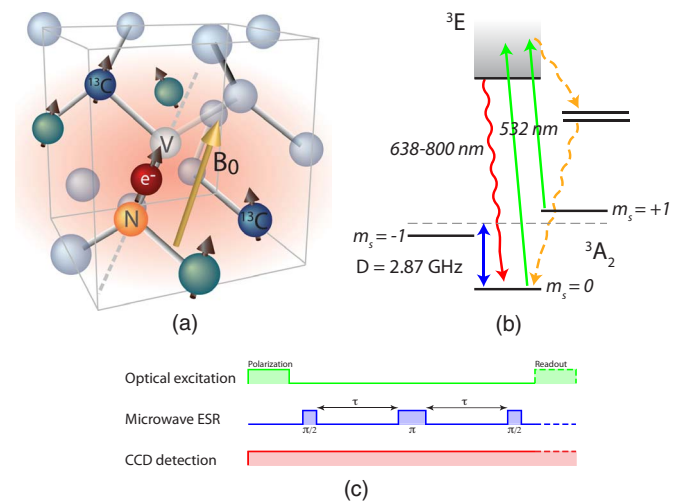 ¹³C
V
e⁻
B₀
N
¹³C
(a)
³E
532 nm
638-800 nm
mₛ = +1
mₛ = -1
³A₂
D = 2.87 GHz
mₛ = 0
(b)
Polarization
Readout
Optical excitation
τ
τ
Microwave ESR
π/2
π
π/2
CCD detection
(c)